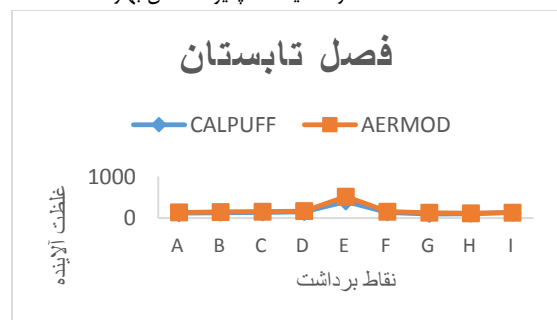 فصل تابستان
CALPUFF AERMOD
1000
0
A B C D E F G H I
غلظت آلاینده
نقاط برداشت